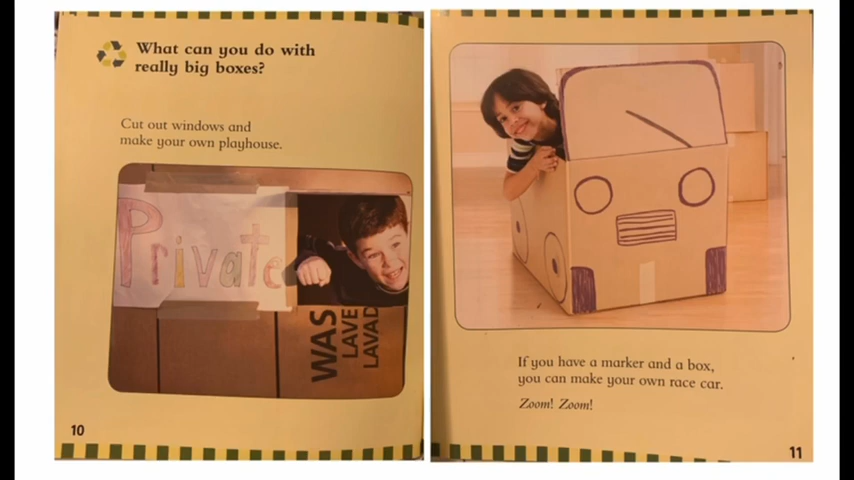 What can you do with
really big boxes?
Cut out windows and
make your own playhouse.
Private
WAS
LAVE
LAVAD
10
If you have a marker and a box,
you can make your own race car.
Zoom! Zoom!
11